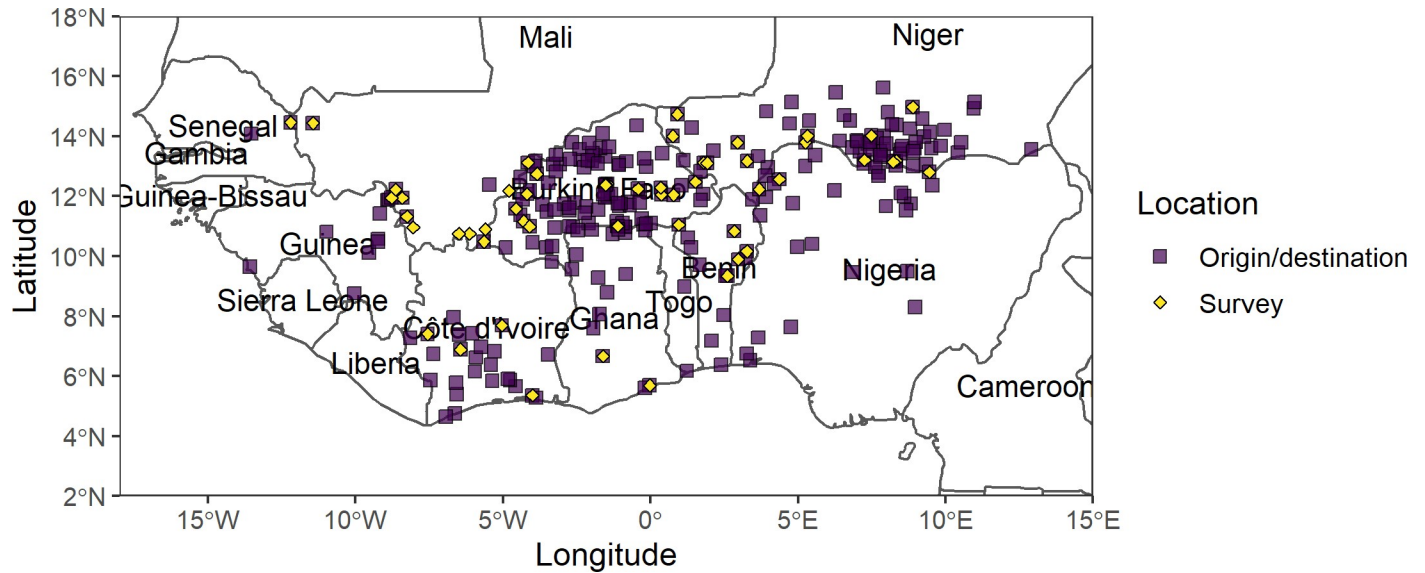 18°N
16°N
14°N
12°N
10°N
8°N
6°N
4°N
2°N
Latitude
Mali
Niger
Senegal
Gambia
Guinea-Bissau
Burkina Faso
Guinea
Benin
Nigeria
Sierra Leone
Togo
Côte d'Ivoire
Ghana
Liberia
Cameroon
15°W
10°W
5°W
0°
5°E
10°E
15°E
Longitude
Location
Origin/destination
Survey